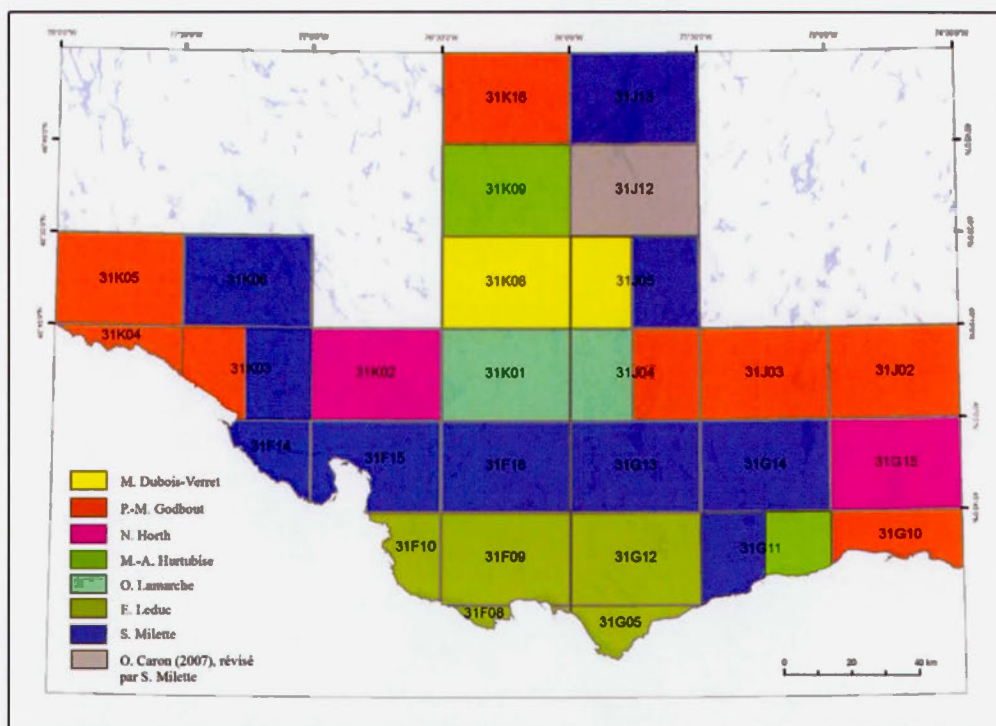 31K16 31J13
31K09 31J12
31K05 31K06 31K08 31J05
31K04 31K03 31K02 31K01 31J04 31J03 31J02
31F14 31F15 31F16 31G13 31G14 31G15
31F10 31F09 31G12 31G11 31G10
31F08 31G05
M. Dubois-Verret
P.-M. Godbout
N. Horth
M.-A. Hurtubise
O. Lamarche
E. Leduc
S. Milette
O. Caron (2007), révisé
par S. Milette
0 20 40 km